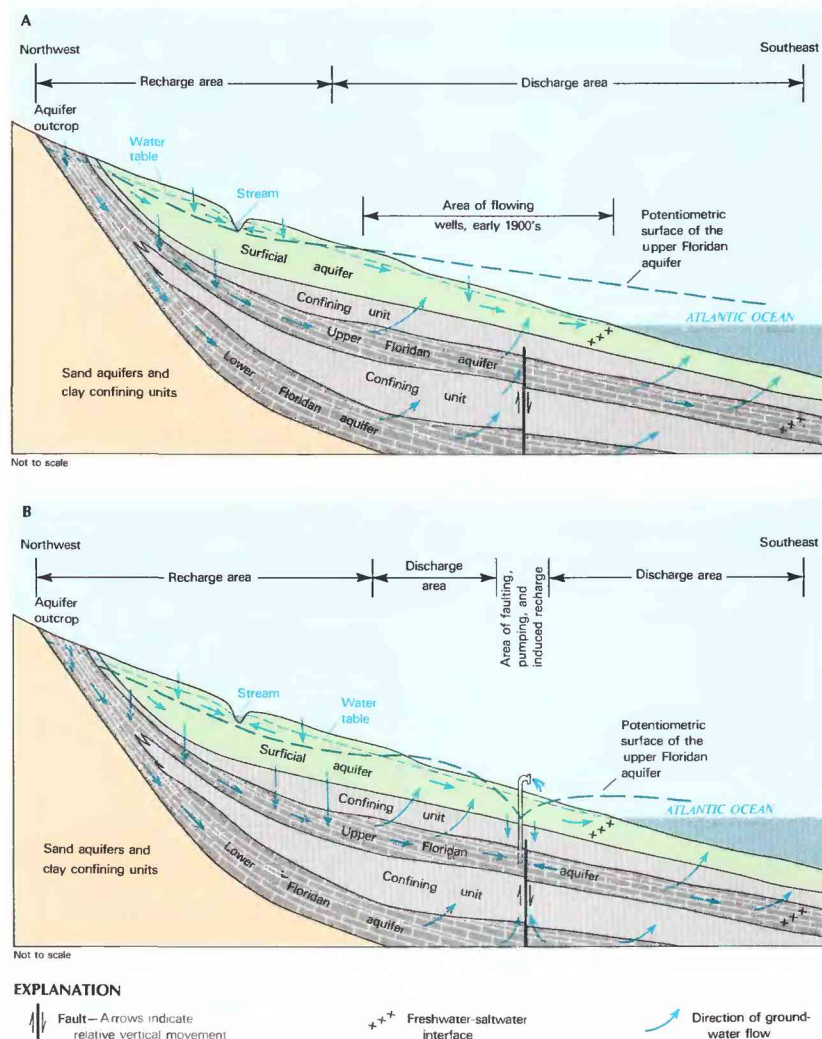 A
Northwest
Southeast
Recharge area
Discharge area
Aquifer
outcrop
Water
table
Stream
Area of flowing
wells, early 1900's
Potentiometric
surface of the
upper Floridan
aquifer
Surficial aquifer
ATLANTIC OCEAN
Confining unit
Upper Floridan aquifer
Sand aquifers and
clay confining units
Confining unit
Lower Floridan aquifer
Not to scale
B
Northwest
Southeast
Recharge area
Discharge
area
Area of faulting,
pumping, and
induced recharge
Discharge area
Aquifer
outcrop
Stream
Water
table
Potentiometric
surface of the
upper Floridan
aquifer
Surficial aquifer
ATLANTIC OCEAN
Confining unit
Upper Floridan aquifer
Sand aquifers and
clay confining units
Confining unit
Lower Floridan aquifer
Not to scale
EXPLANATION
Fault—Arrows indicate
relative vertical movement
Freshwater-saltwater
interface
Direction of ground-
water flow